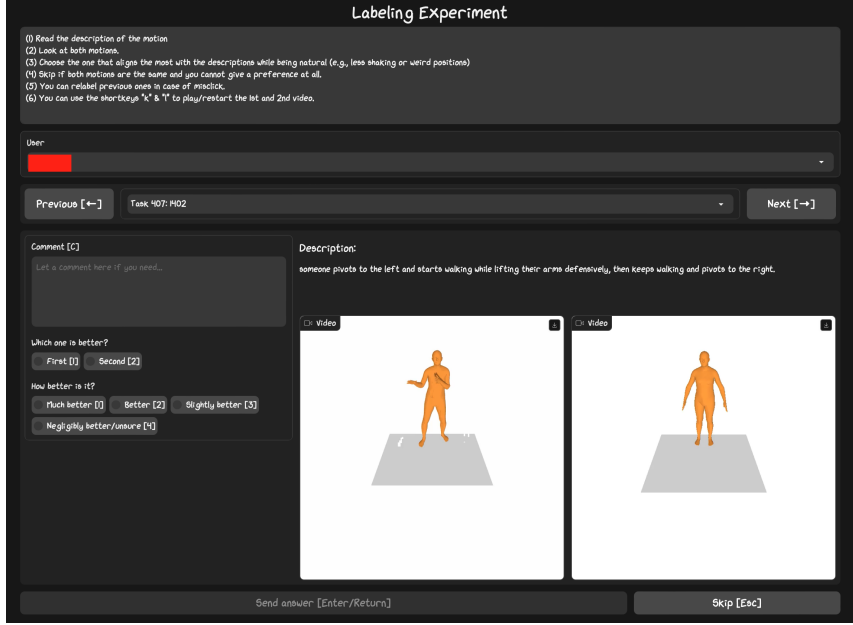 Labeling Experiment
(1) Read the description of the motion
(2) Look at both motions.
(3) Choose the one that aligns the most with the descriptions while being natural (e.g., less shaking or weird positions)
(4) Skip if both motions are the same and you cannot give a preference at all.
(5) You can relabel previous ones in case of misclick.
(6) You can use the shortkeys "k" & "l" to play/restart the 1st and 2nd video.
User
Previous [←]
Task 407: 1402
Next [→]
Comment [C]
Let a comment here if you need...
Which one is better?
First [1]
Second [2]
How better is it?
Much better [1]
Better [2]
Slightly better [3]
Negligibly better/unsure [4]
Description:
someone pivots to the left and starts walking while lifting their arms defensively, then keeps walking and pivots to the right.
Video
Video
Send answer [Enter/Return]
Skip [Esc]